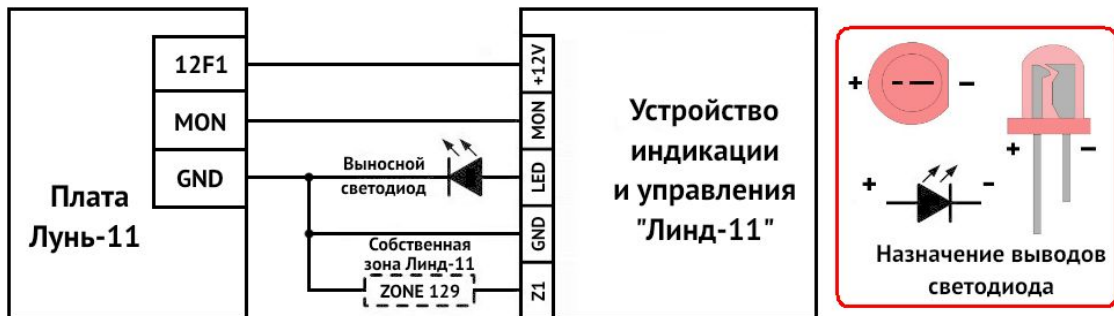 Плата
Лунь-11
12F1
MON
GND
Выносной
светодиод
Собственная
зона Линд-11
ZONE 129
+12V
MON
LED
GND
Z1
Устройство
индикации
и управления
"Линд-11"
+ -
+ -
+ -
Назначение выводов
светодиода